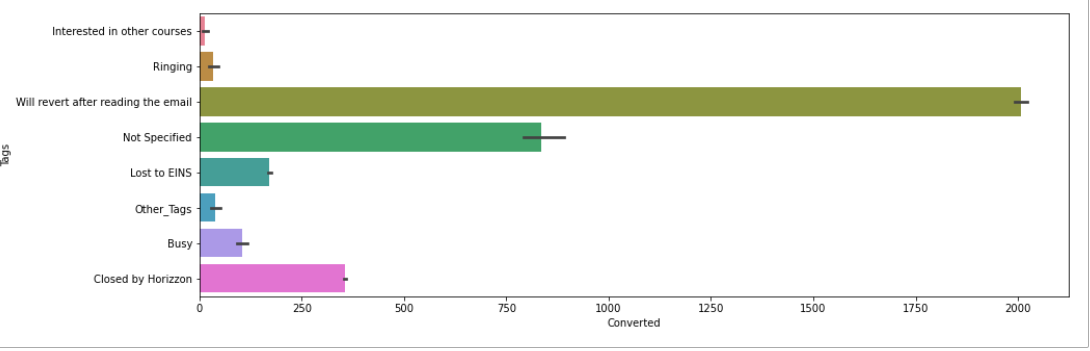 Interested in other courses
Ringing
Will revert after reading the email
Not Specified
Lost to EINS
Other_Tags
Busy
Closed by Horizzon
Tags
0 250 500 750 1000 1250 1500 1750 2000
Converted